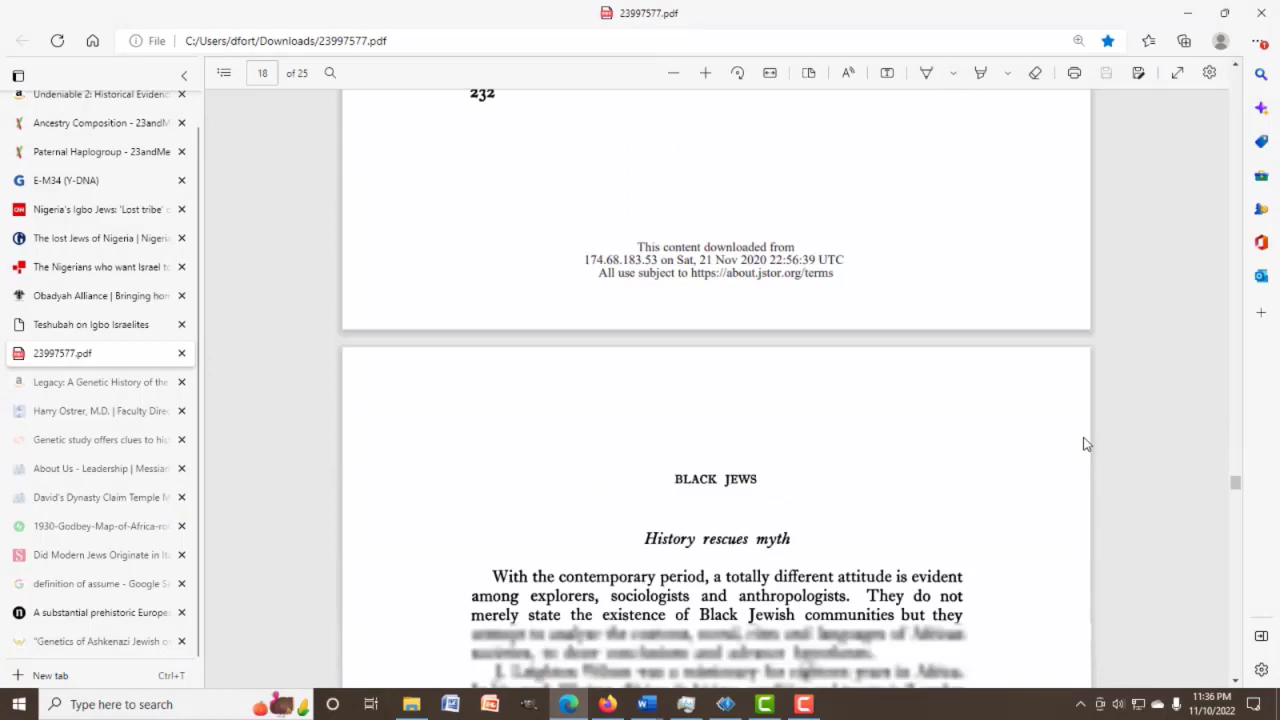 23997577.pdf
File
C:/Users/dfort/Downloads/23997577.pdf
18
of 25
Undeniable 2: Historical Evidenc
Ancestry Composition - 23andM
Paternal Haplogroup - 23andMe
E-M34 (Y-DNA)
Nigeria's Igbo Jews: 'Lost tribe'
The lost Jews of Nigeria | Nigeri
The Nigerians who want Israel to
Obadyah Alliance | Bringing hom
Teshubah on Igbo Israelites
23997577.pdf
Legacy: A Genetic History of the
Harry Ostrer, M.D. | Faculty Dire
Genetic study offers clues to his
About Us - Leadership | Messian
David's Dynasty Claim Temple M
1930-Godbey-Map-of-Africa-ro
Did Modern Jews Originate in It
definition of assume - Google S
A substantial prehistoric Europe
"Genetics of Ashkenazi Jewish o
New tab
Ctrl+T
232
This content downloaded from
174.68.183.53 on Sat, 21 Nov 2020 22:56:39 UTC
All use subject to https://about.jstor.org/terms
BLACK JEWS
History rescues myth
With the contemporary period, a totally different attitude is evident
among explorers, sociologists and anthropologists. They do not
merely state the existence of Black Jewish communities but they
Type here to search
11:36 PM
11/10/2022